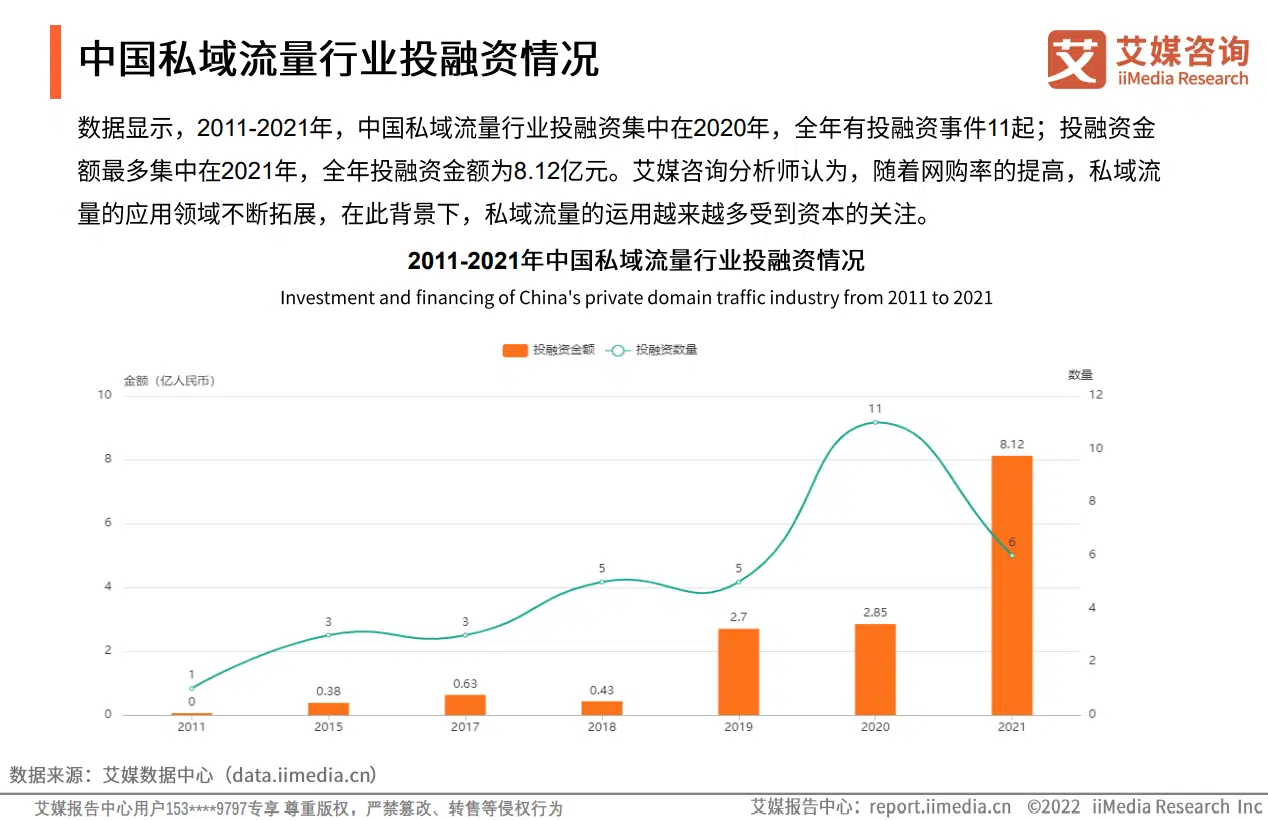 中国私域流量行业投融资情况
艾媒咨询
iiMedia Research
数据显示，2011-2021年，中国私域流量行业投融资集中在2020年，全年有投融资事件11起；投融资金
额最多集中在2021年，全年投融资金额为8.12亿元。艾媒咨询分析师认为，随着网购率的提高，私域流
量的应用领域不断拓展，在此背景下，私域流量的运用越来越多受到资本的关注。
2011-2021年中国私域流量行业投融资情况
Investment and financing of China's private domain traffic industry from 2011 to 2021
投融资金额 投融资数量
金额（亿人民币） 数量
10 12
11
8.12
10
8
8
6
6
6
5 5
4
4
2.7 2.85
3 3
2
2
1
0.38 0.63 0.43
0
0 0
2011 2015 2017 2018 2019 2020 2021
数据来源：艾媒数据中心（data.iimedia.cn）
艾媒报告中心用户153****9797专享 尊重版权，严禁篡改、转售等侵权行为
艾媒报告中心：report.iimedia.cn ©2022 iiMedia Research Inc
艾